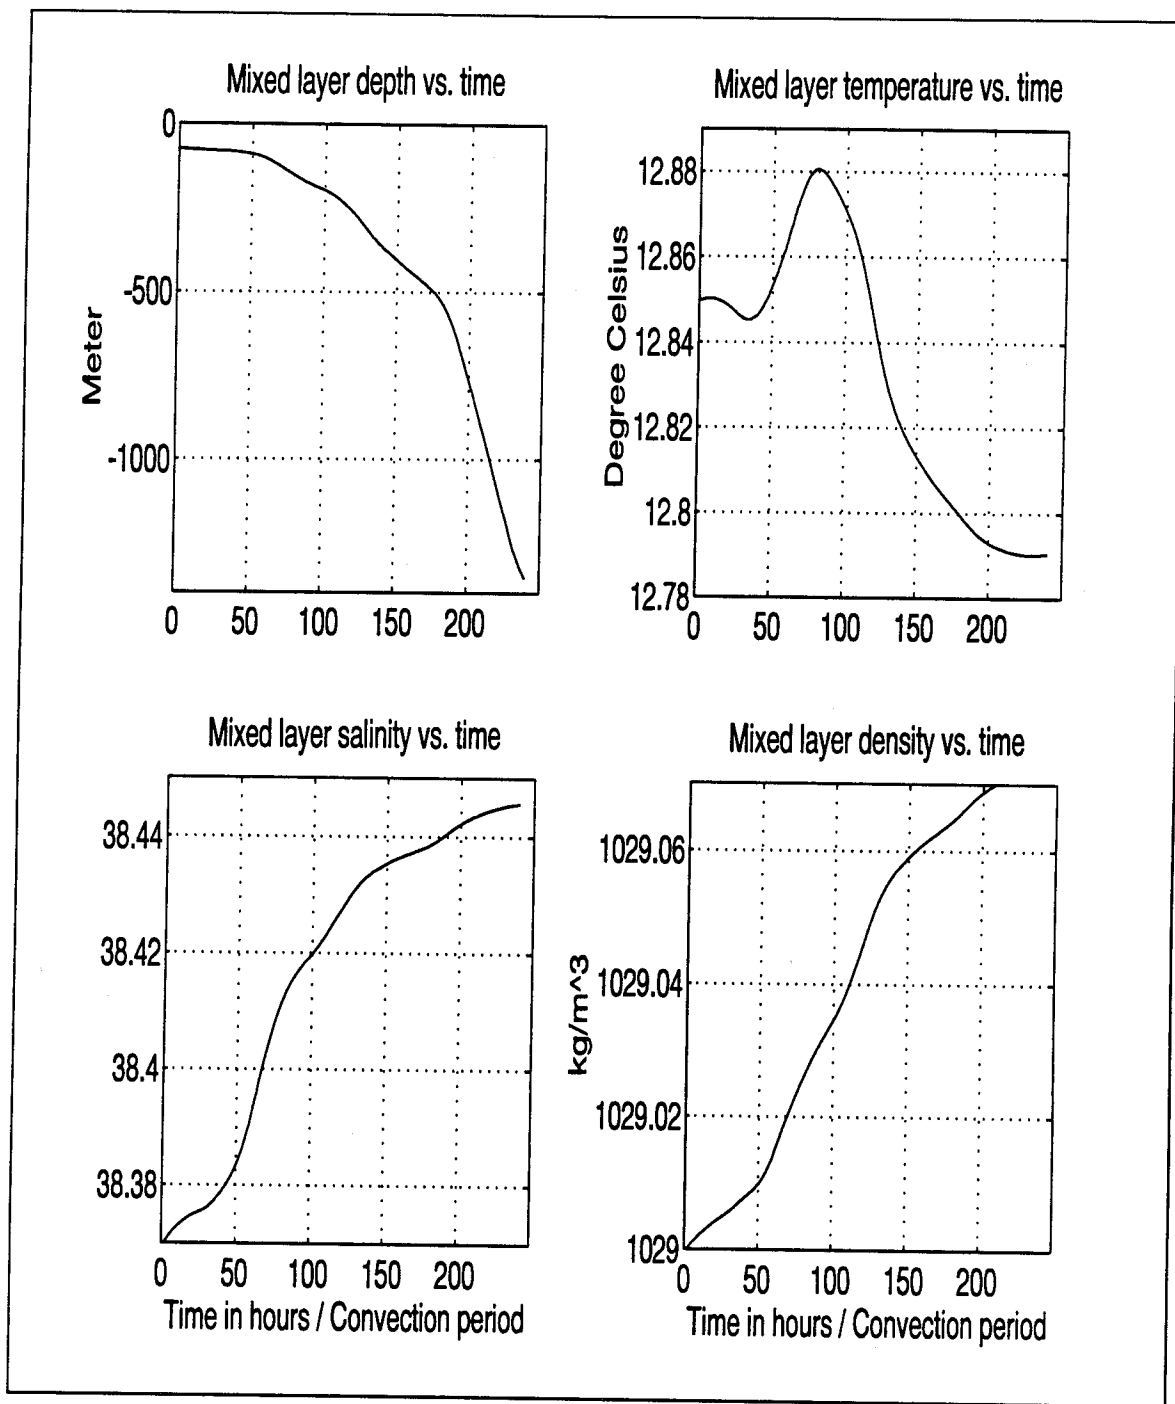 Mixed layer depth vs. time
0
-500
-1000
Meter
0 50 100 150 200
Mixed layer temperature vs. time
12.88
12.86
12.84
12.82
12.8
12.78
Degree Celsius
0 50 100 150 200
Mixed layer salinity vs. time
38.44
38.42
38.4
38.38
0 50 100 150 200
Time in hours / Convection period
Mixed layer density vs. time
1029.06
1029.04
1029.02
1029
kg/m^3
0 50 100 150 200
Time in hours / Convection period